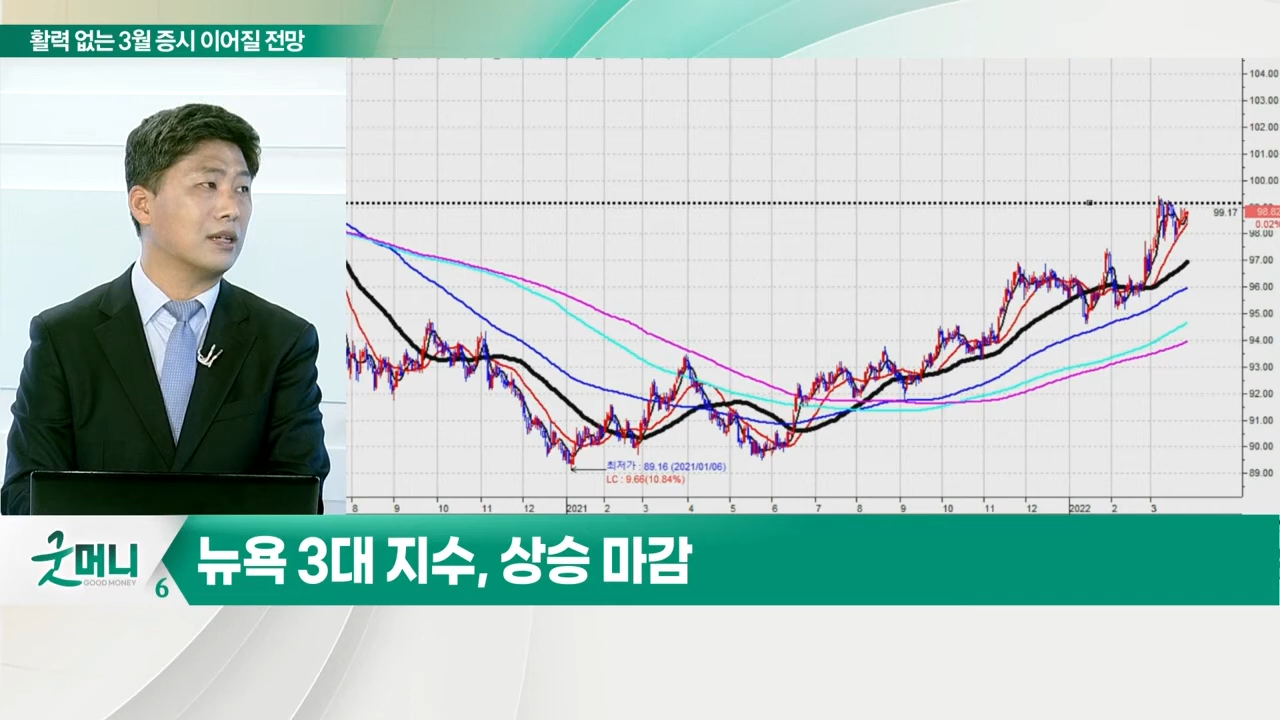 활력 없는 3월 증시 이어질 전망
104.00
103.00
102.00
101.00
100.00
99.17
98.82
0.02%
98.00
97.00
96.00
95.00
94.00
93.00
92.00
91.00
90.00
89.00
최저가 : 89.16 (2021/01/06)
LC : 9.66(10.84%)
8 9 10 11 12 2021 2 3 4 5 6 7 8 9 10 11 12 2022 2 3
굿머니
GOOD MONEY
6
뉴욕 3대 지수, 상승 마감